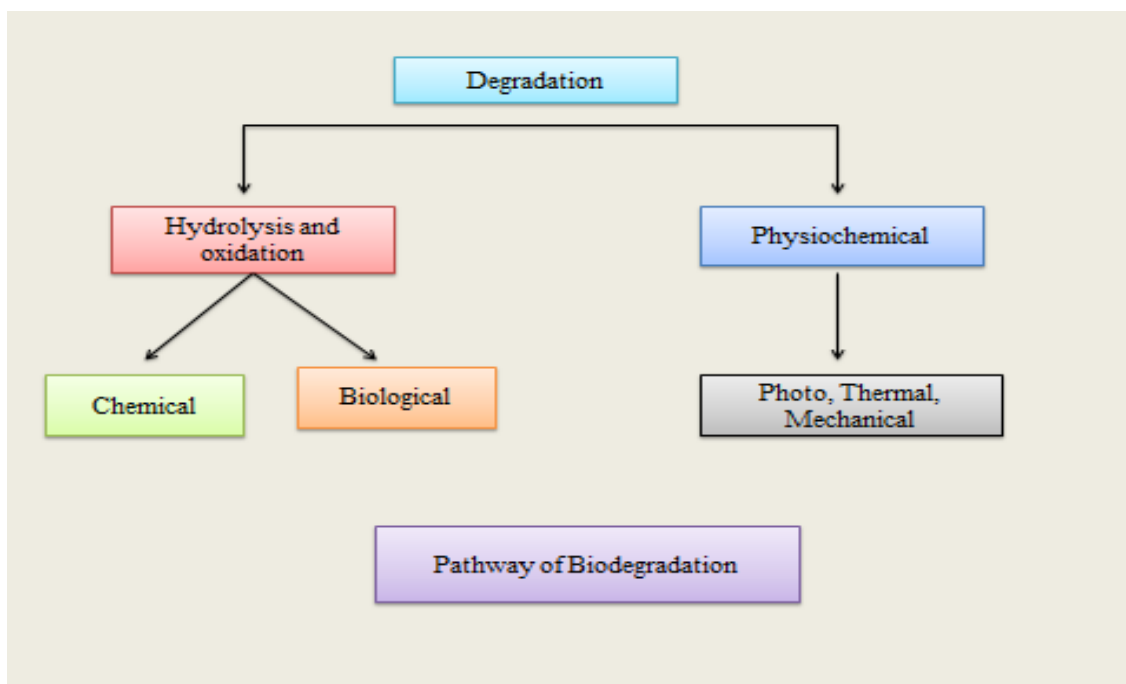 Degradation
Hydrolysis and
oxidation
Physiochemical
Chemical
Biological
Photo, Thermal,
Mechanical
Pathway of Biodegradation